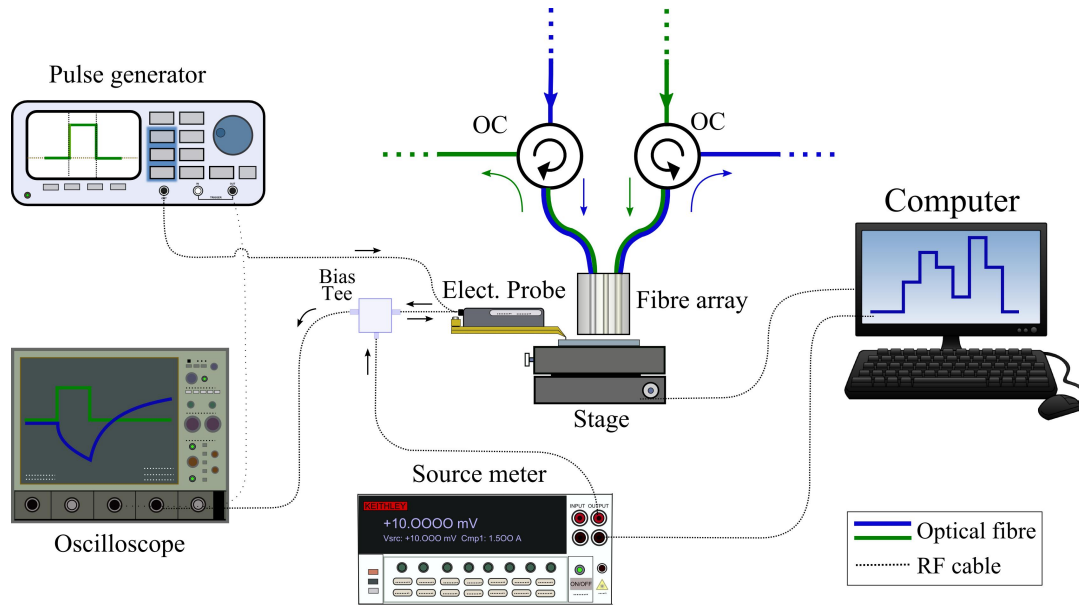 Pulse generator
OC
OC
Computer
Bias
Tee
Elect. Probe
Fibre array
Stage
Source meter
KEITHLEY
INPUT OUTPUT
+10.OOOO mV
Vsrc: +10.OOO mV Cmp1: 1.5OO A
ON/OFF
Oscilloscope
Optical fibre
RF cable